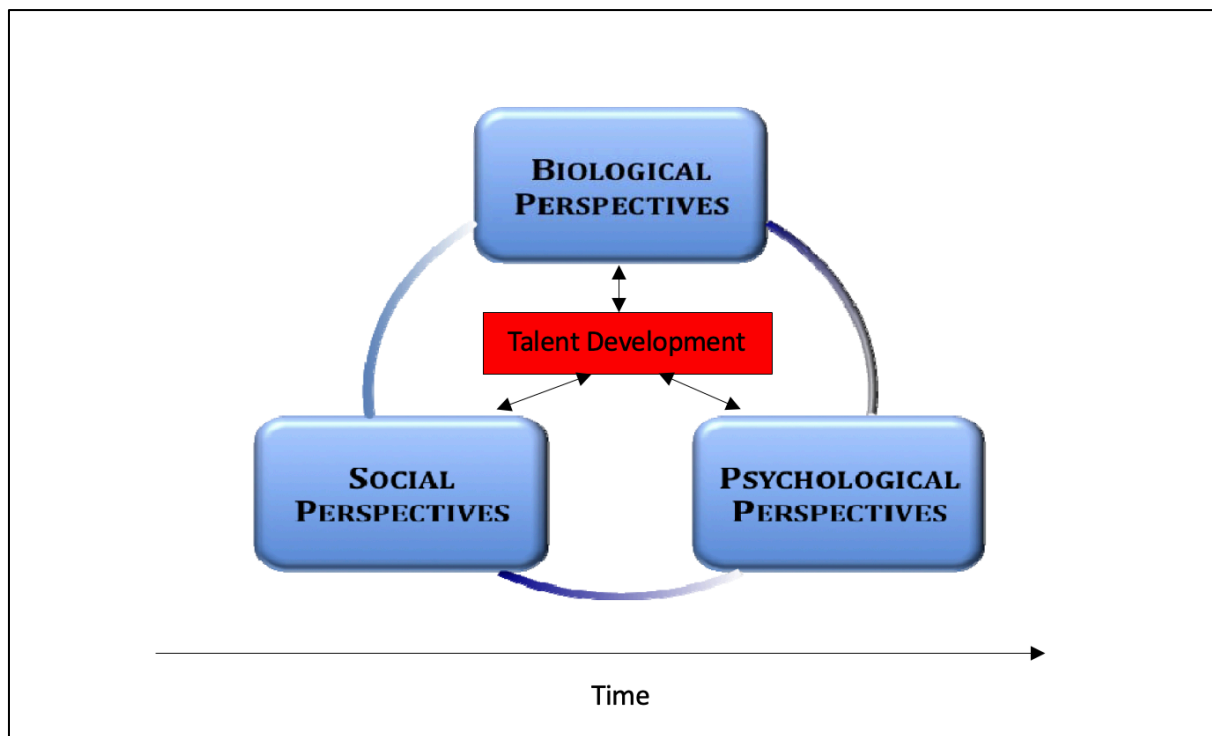 BIOLOGICAL
PERSPECTIVES
Talent Development
SOCIAL
PERSPECTIVES
PSYCHOLOGICAL
PERSPECTIVES
Time